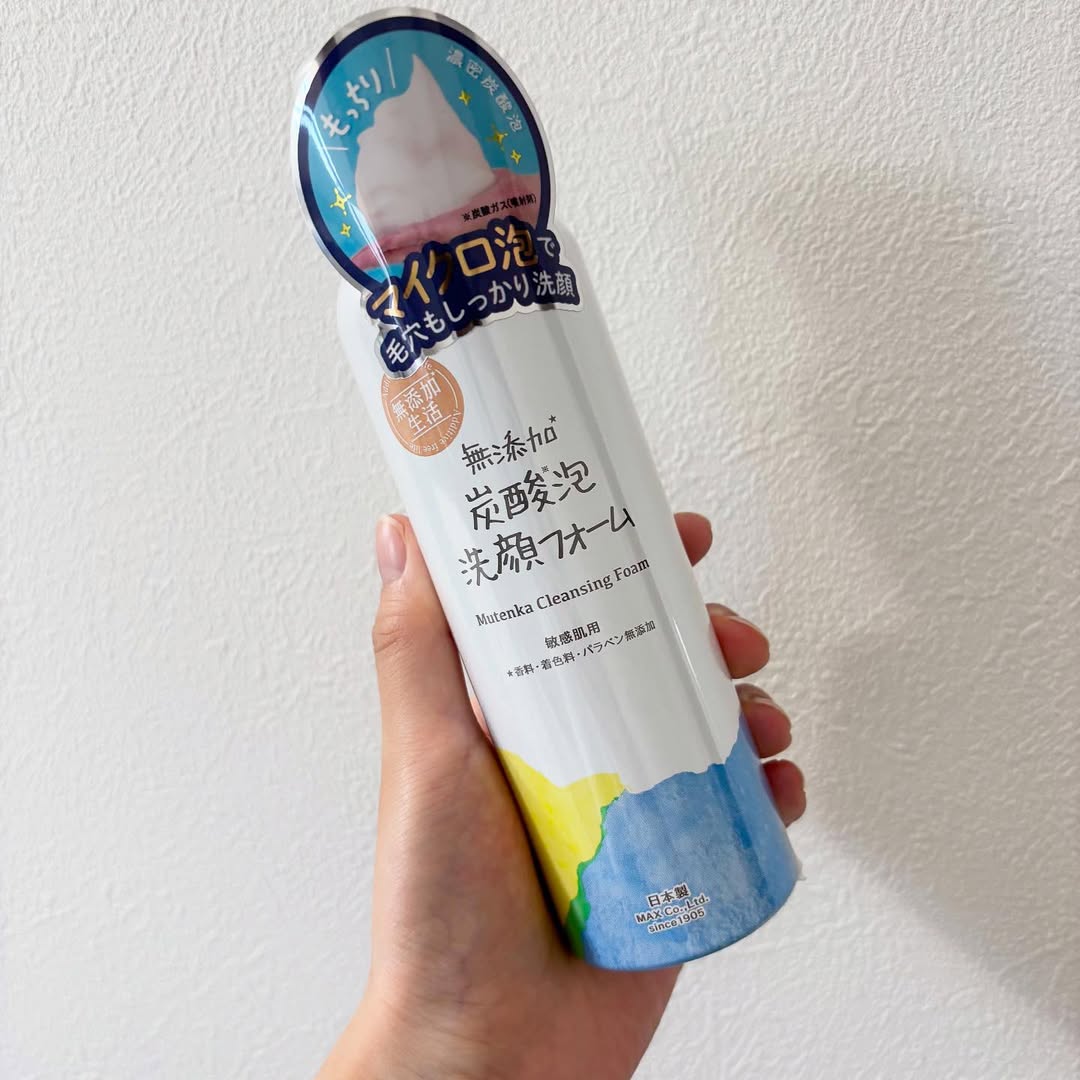 もっちり
濃密炭酸泡
※炭酸ガス(噴射剤)
マイクロ泡で
毛穴もしっかり洗顔
無添加
生活
Additive free life
無添加★
炭酸※泡
洗顔フォーム
Mutenka Cleansing Foam
敏感肌用
★香料・着色料・パラベン無添加
日本製
MAX Co.,Ltd.
since1905